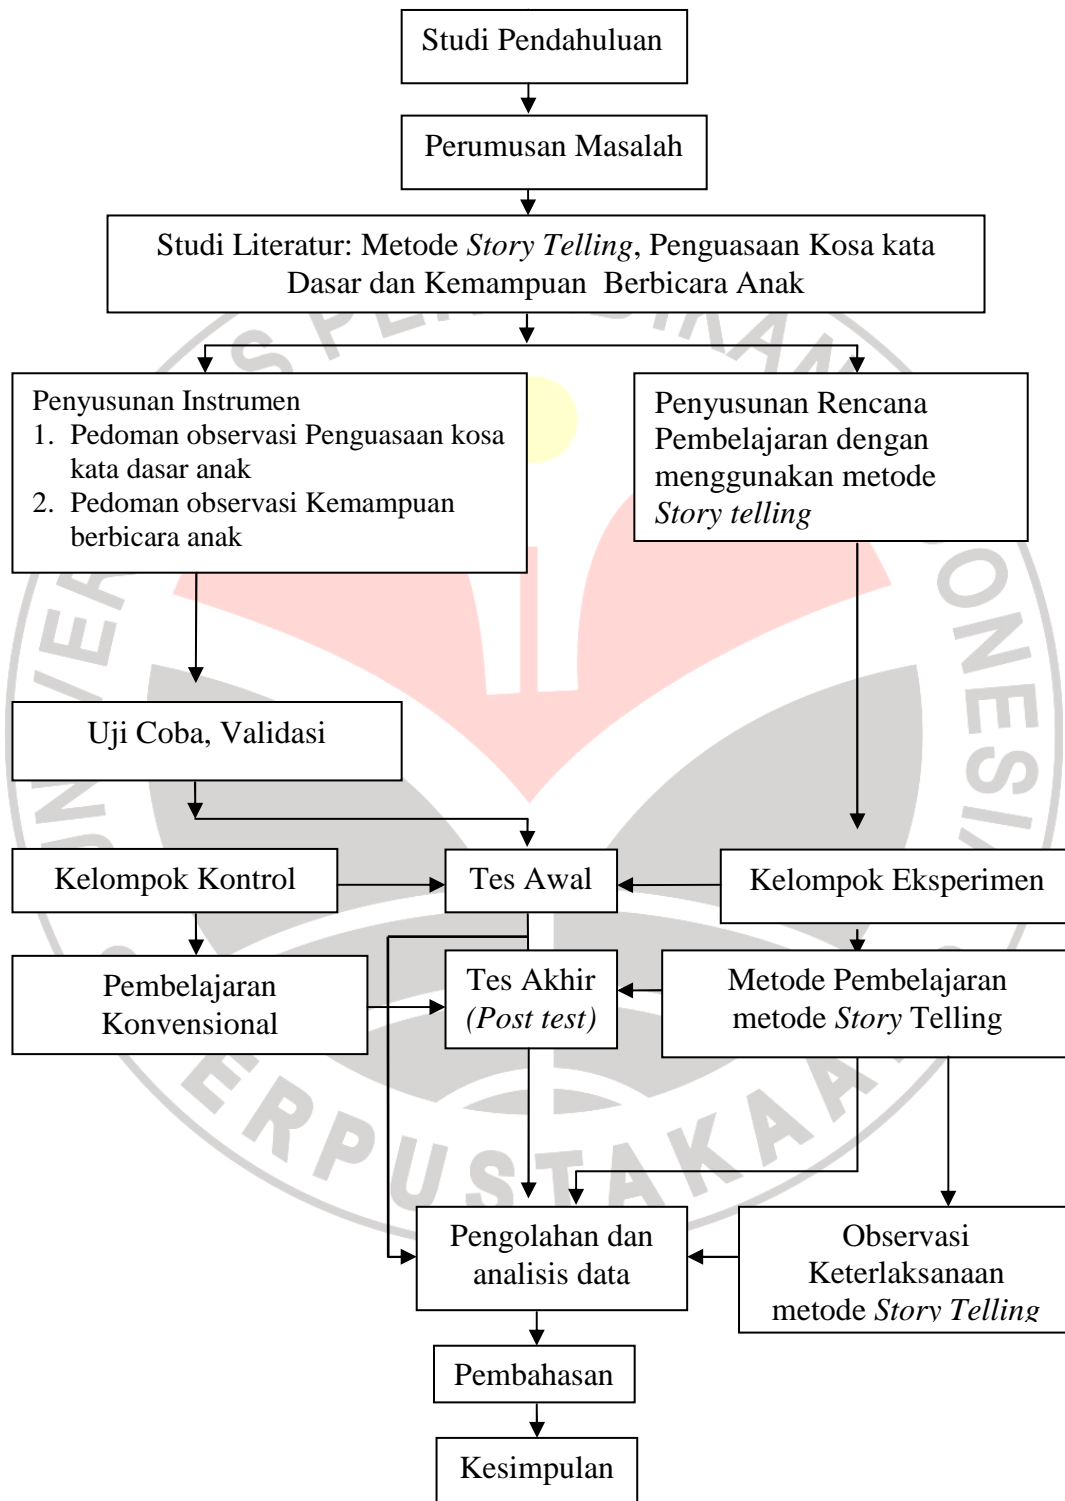 Studi Pendahuluan
Perumusan Masalah
Studi Literatur: Metode Story Telling, Penguasaan Kosa kata
Dasar dan Kemampuan Berbicara Anak
Penyusunan Instrumen
1. Pedoman observasi Penguasaan kosa
kata dasar anak
2. Pedoman observasi Kemampuan
berbicara anak
Penyusunan Rencana
Pembelajaran dengan
menggunakan metode
Story telling
Uji Coba, Validasi
Kelompok Kontrol
Tes Awal
Kelompok Eksperimen
Pembelajaran
Konvensional
Tes Akhir
(Post test)
Metode Pembelajaran
metode Story Telling
Pengolahan dan
analisis data
Observasi
Keterlaksanaan
metode Story Telling
Pembahasan
Kesimpulan